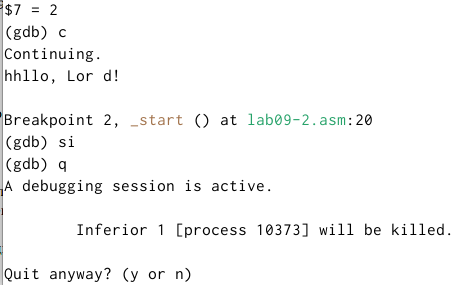 $7 = 2
(gdb) c
Continuing.
hhllo, Lor d!
Breakpoint 2, _start () at lab09-2.asm:20
(gdb) si
(gdb) q
A debugging session is active.
Inferior 1 [process 10373] will be killed.
Quit anyway? (y or n)